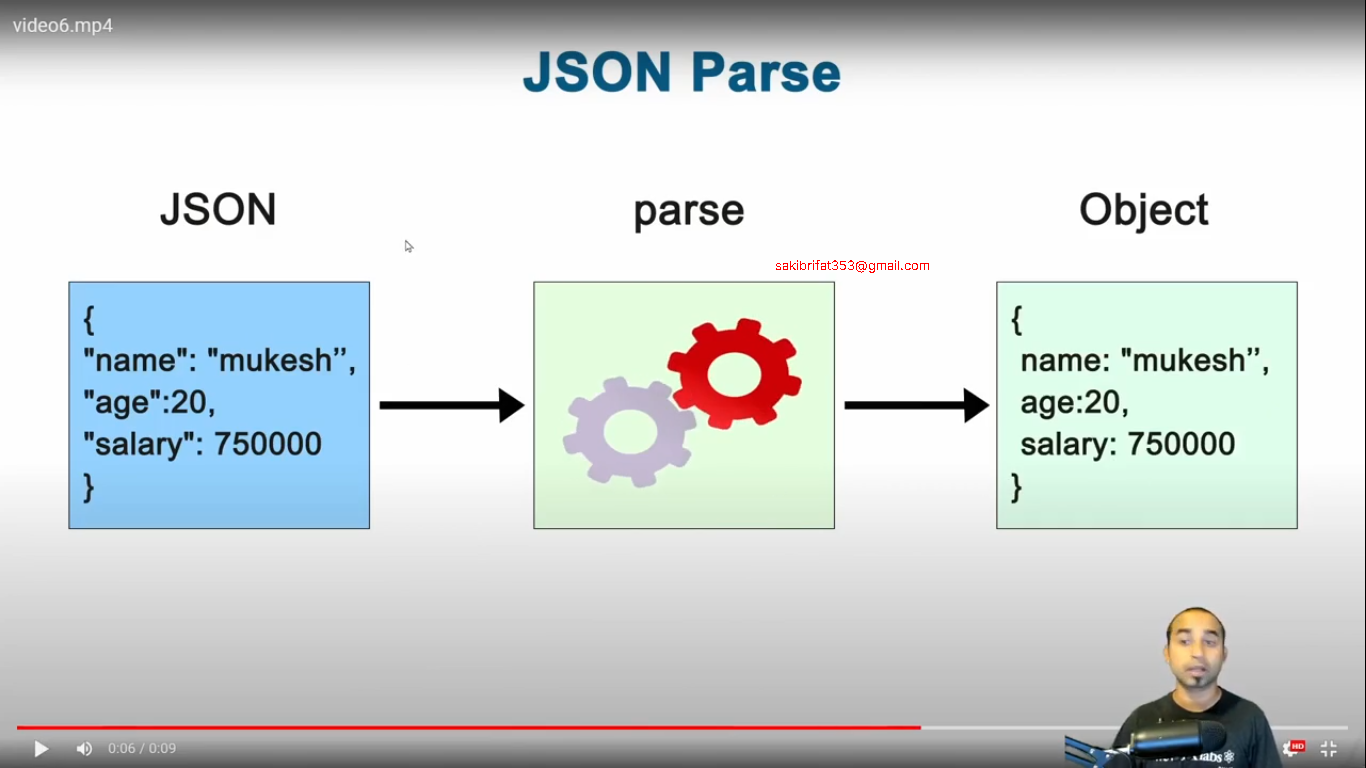 video6.mp4
JSON Parse
JSON
parse
Object
sakibrifat353@gmail.com
{
"name": "mukesh’’,
"age":20,
"salary": 750000
}
{
name: "mukesh’’,
age:20,
salary: 750000
}
0:06 / 0:09
HD